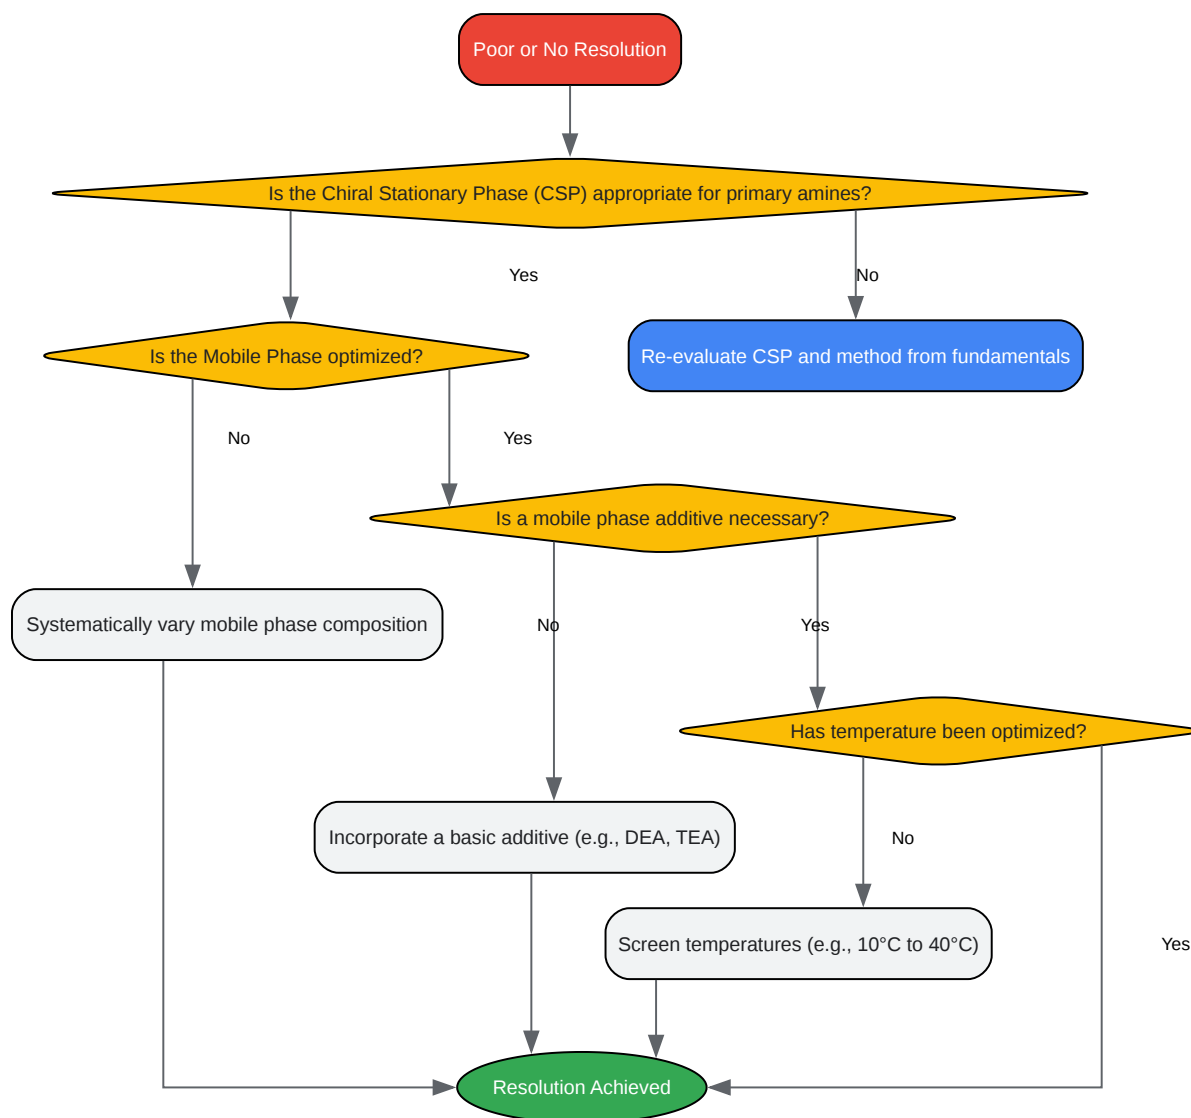 Poor or No Resolution
Is the Chiral Stationary Phase (CSP) appropriate for primary amines?
Yes
No
Is the Mobile Phase optimized?
Re-evaluate CSP and method from fundamentals
No
Yes
Is a mobile phase additive necessary?
Systematically vary mobile phase composition
No
Yes
Has temperature been optimized?
Incorporate a basic additive (e.g., DEA, TEA)
No
Screen temperatures (e.g., 10°C to 40°C)
Yes
Resolution Achieved